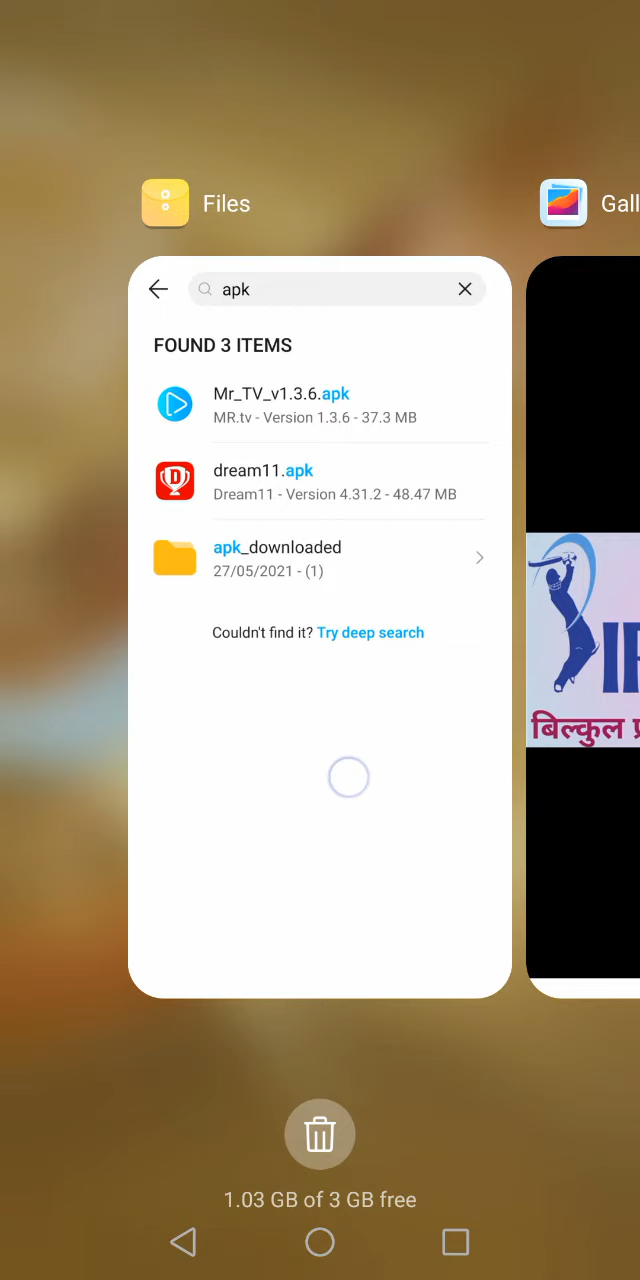 Files
Gall
apk
FOUND 3 ITEMS
Mr_TV_v1.3.6.apk
MR.tv - Version 1.3.6 - 37.3 MB
dream11.apk
Dream11 - Version 4.31.2 - 48.47 MB
apk_downloaded
27/05/2021 - (1)
Couldn't find it? Try deep search
बिल्कुल
1.03 GB of 3 GB free